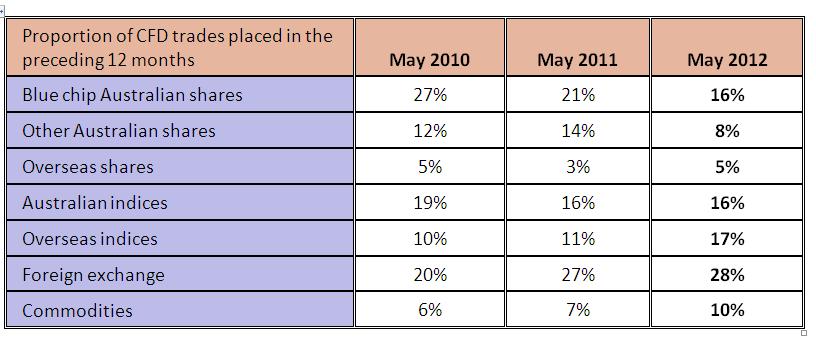 Proportion of CFD trades placed in the
preceding 12 months May 2010 May 2011 May 2012
Blue chip Australian shares 27% 21% 16%
Other Australian shares 12% 14% 8%
Overseas shares 5% 3% 5%
Australian indices 19% 16% 16%
Overseas indices 10% 11% 17%
Foreign exchange 20% 27% 28%
Commodities 6% 7% 10%